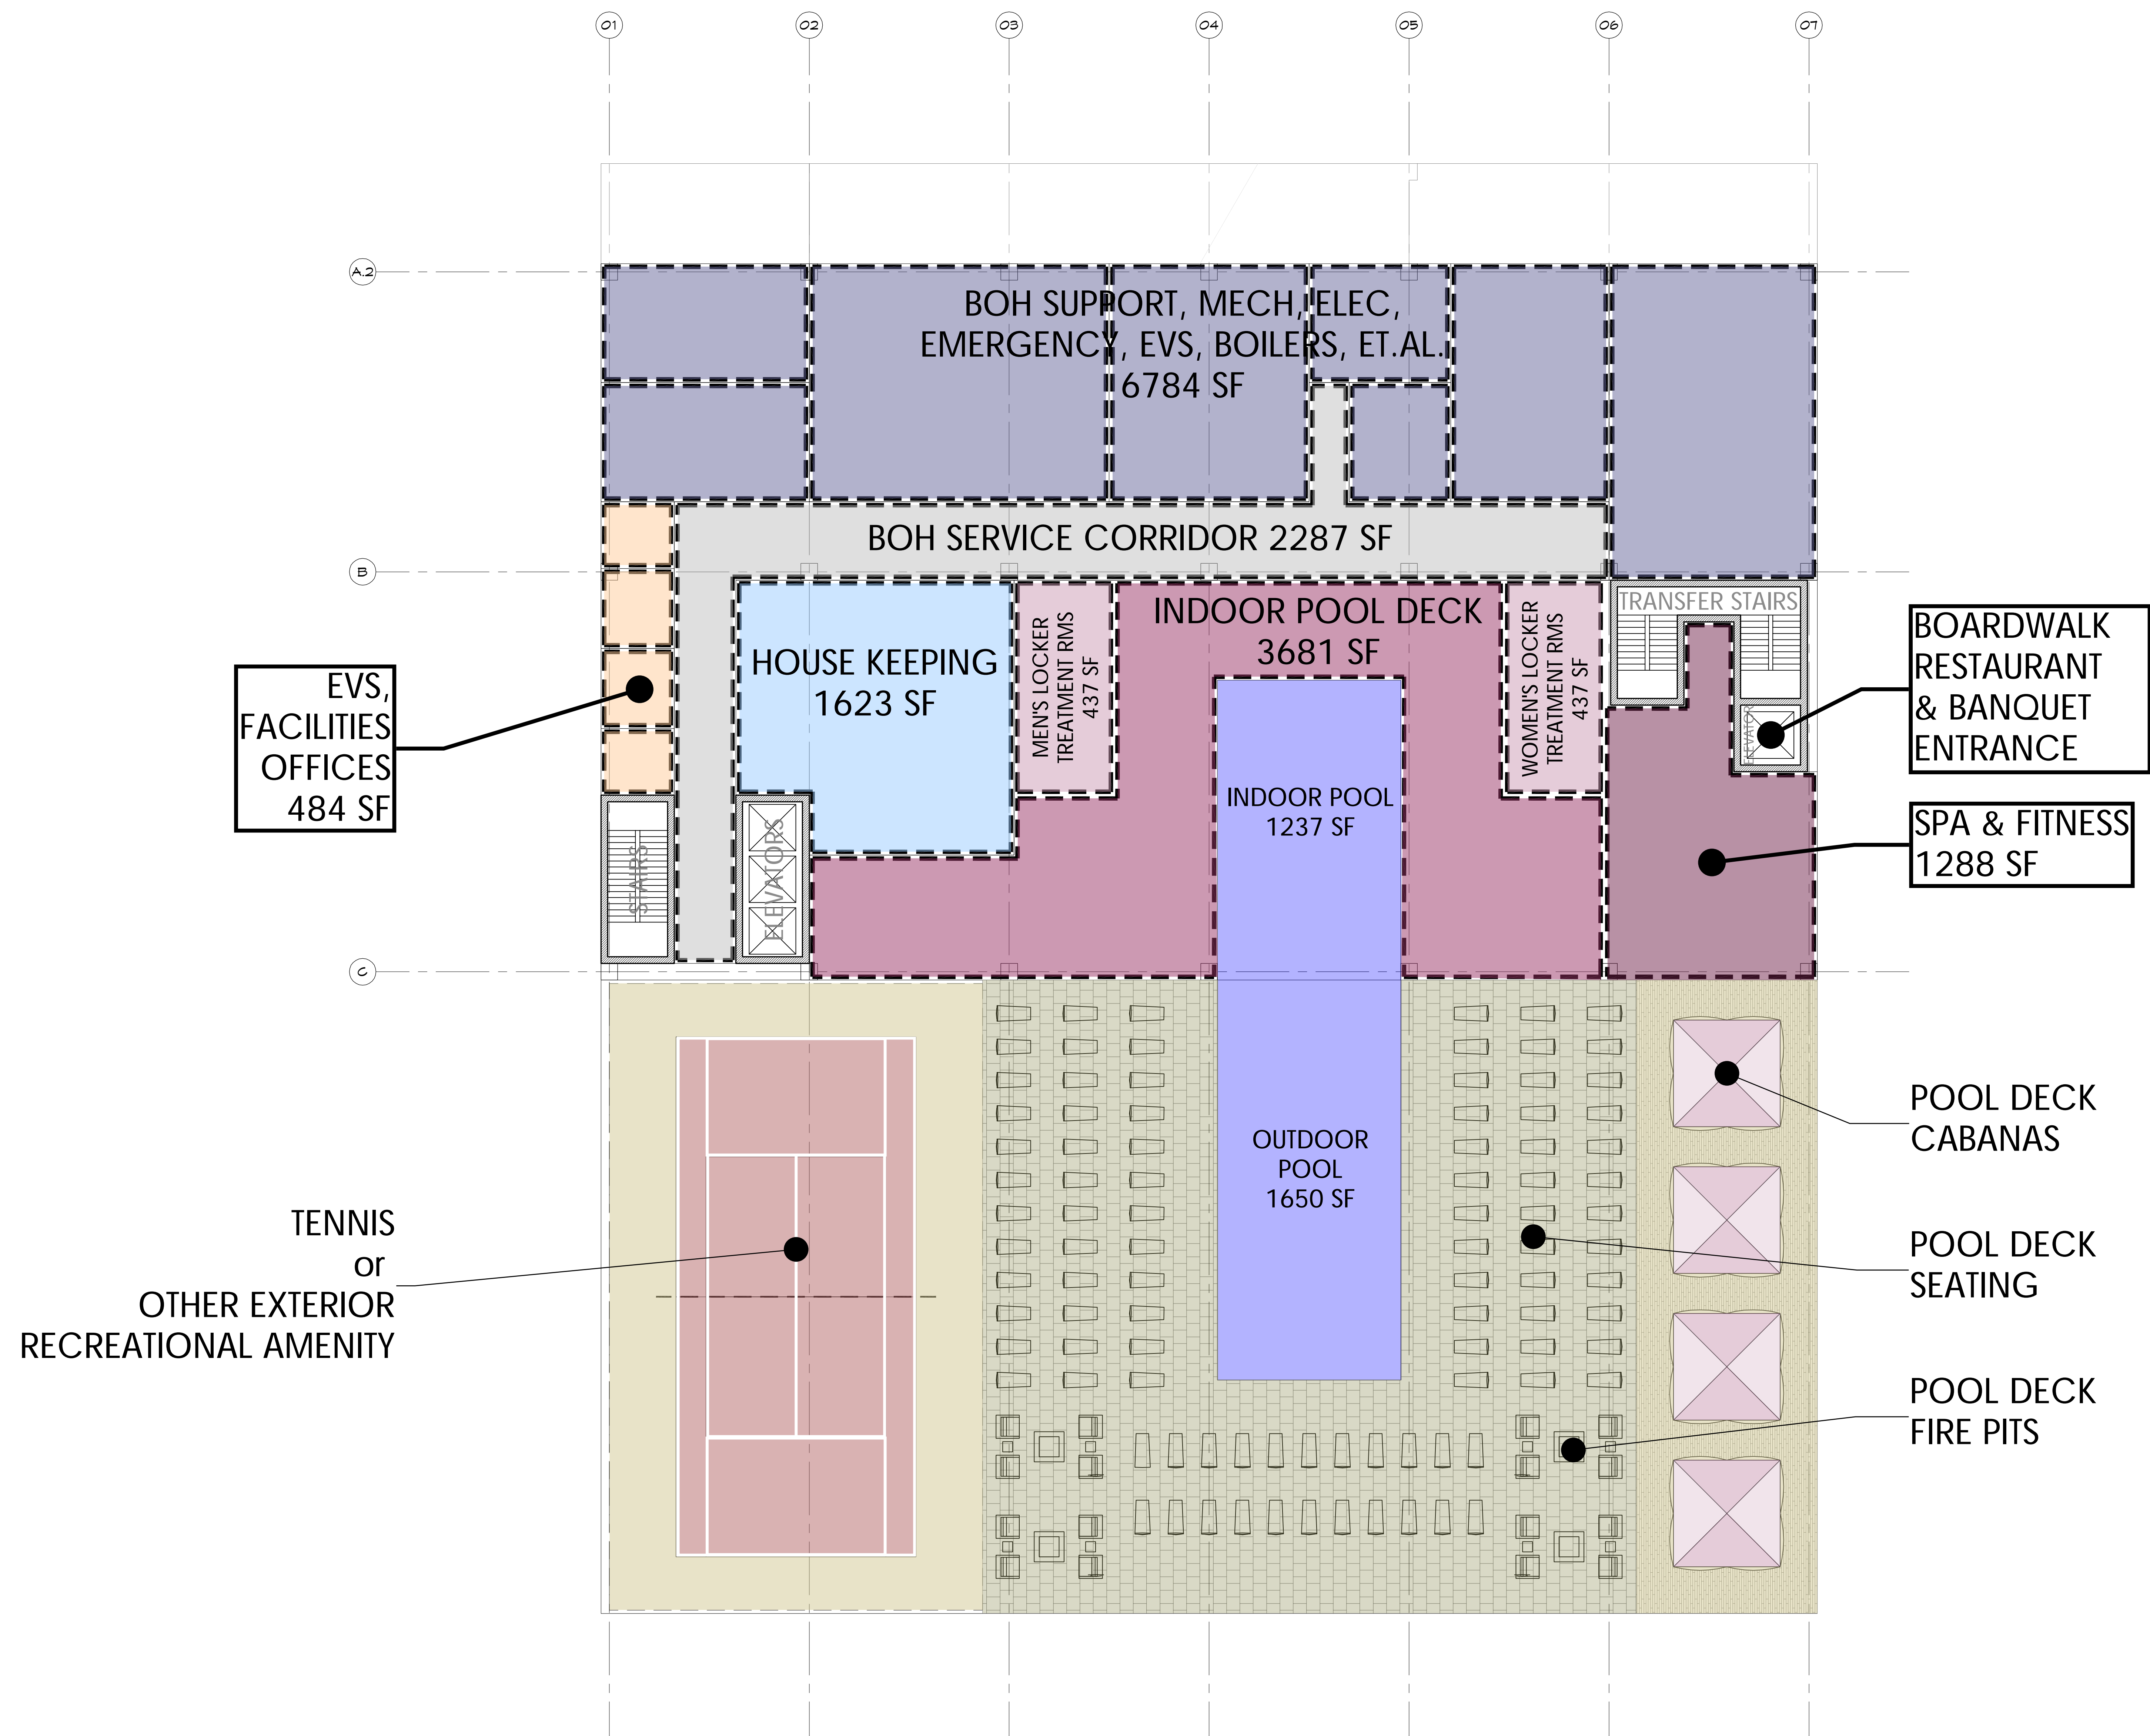 01
02
03
04
05
06
07
A.2
BOH SUPPORT, MECH, ELEC,
EMERGENCY, EVS, BOILERS, ET.AL.
6784 SF
BOH SERVICE CORRIDOR 2287 SF
B
HOUSE KEEPING
1623 SF
MEN'S LOCKER
TREATMENT RMS
437 SF
INDOOR POOL DECK
3681 SF
WOMEN'S LOCKER
TREATMENT RMS
437 SF
TRANSFER STAIRS
ELEVATOR
BOARDWALK
RESTAURANT
& BANQUET
ENTRANCE
EVS,
FACILITIES
OFFICES
484 SF
STAIRS
ELEVATORS
INDOOR POOL
1237 SF
SPA & FITNESS
1288 SF
C
OUTDOOR
POOL
1650 SF
POOL DECK
CABANAS
TENNIS
or
OTHER EXTERIOR
RECREATIONAL AMENITY
POOL DECK
SEATING
POOL DECK
FIRE PITS